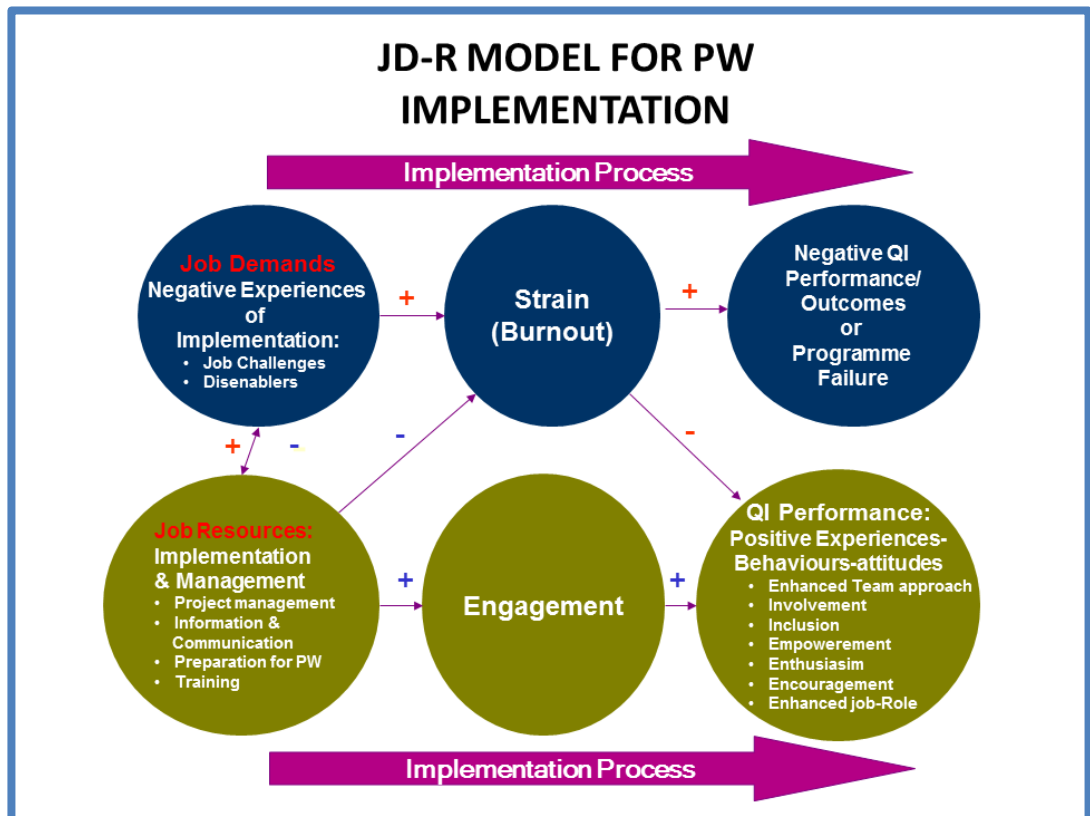 JD-R MODEL FOR PW
IMPLEMENTATION
Implementation Process
Job Demands
Negative Experiences
of
Implementation:
• Job Challenges
• Disenablers
+
Strain
(Burnout)
+
Negative QI
Performance/
Outcomes
or
Programme
Failure
+ -
-
-
Job Resources:
Implementation
& Management
• Project management
• Information &
Communication
• Preparation for PW
• Training
+
Engagement
+
QI Performance:
Positive Experiences-
Behaviours-attitudes
• Enhanced Team approach
• Involvement
• Inclusion
• Empowerement
• Enthusiasim
• Encouragement
• Enhanced job-Role
Implementation Process